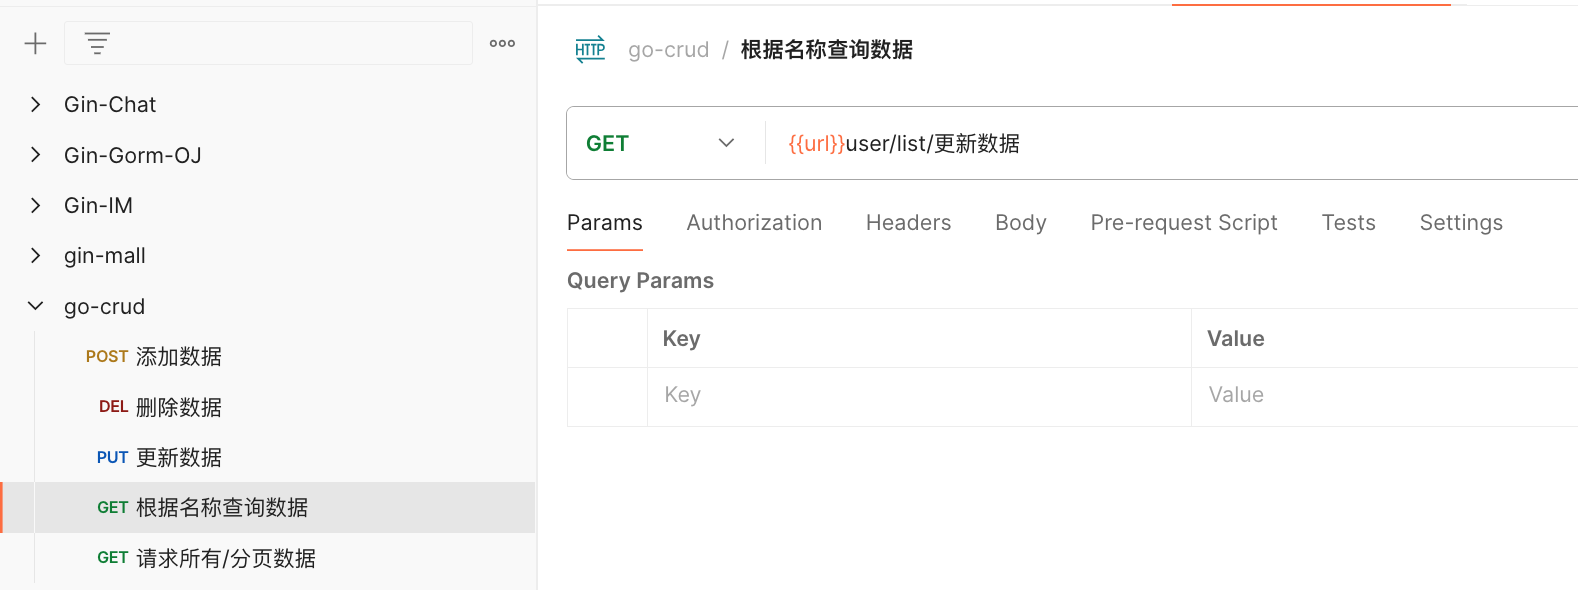 Gin-Chat
Gin-Gorm-OJ
Gin-IM
gin-mall
go-crud
POST 添加数据
DEL 删除数据
PUT 更新数据
GET 根据名称查询数据
GET 请求所有/分页数据
HTTP go-crud / 根据名称查询数据
GET {{url}}user/list/更新数据
Params Authorization Headers Body Pre-request Script Tests Settings
Query Params
Key Value
Key Value